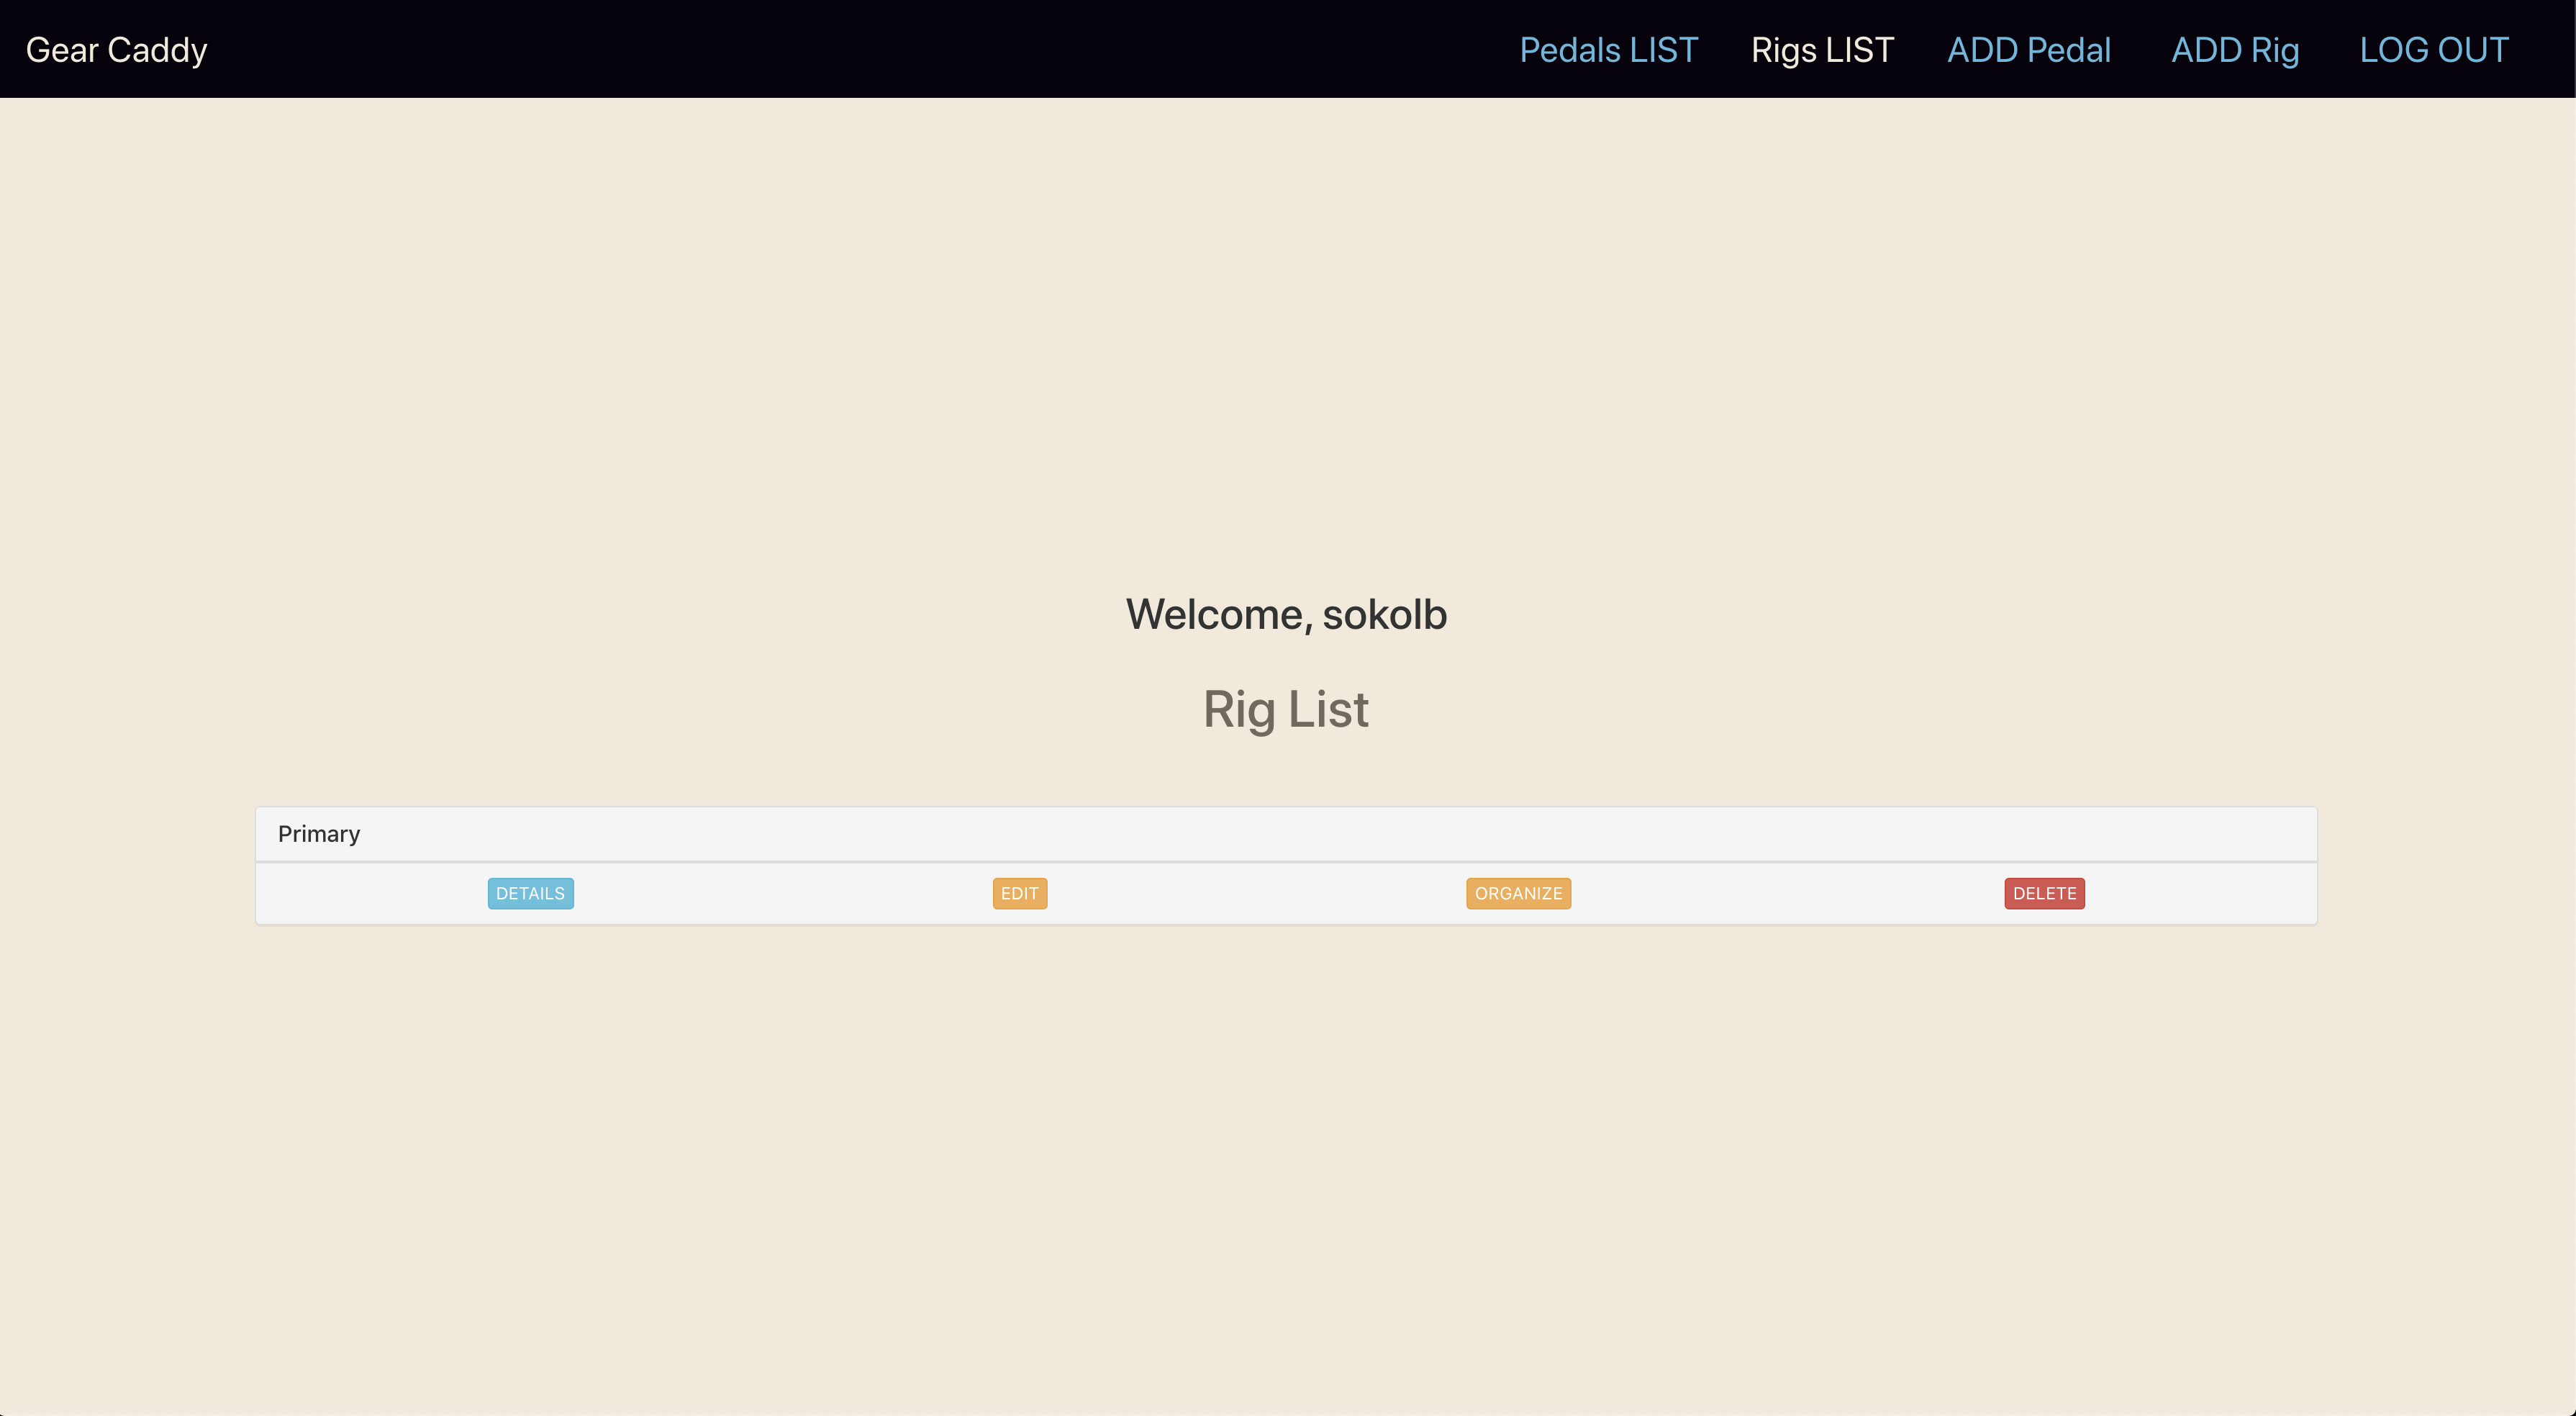 Gear Caddy Pedals LIST Rigs LIST ADD Pedal ADD Rig LOG OUT
Welcome, sokolb
Rig List
Primary
DETAILS EDIT ORGANIZE DELETE